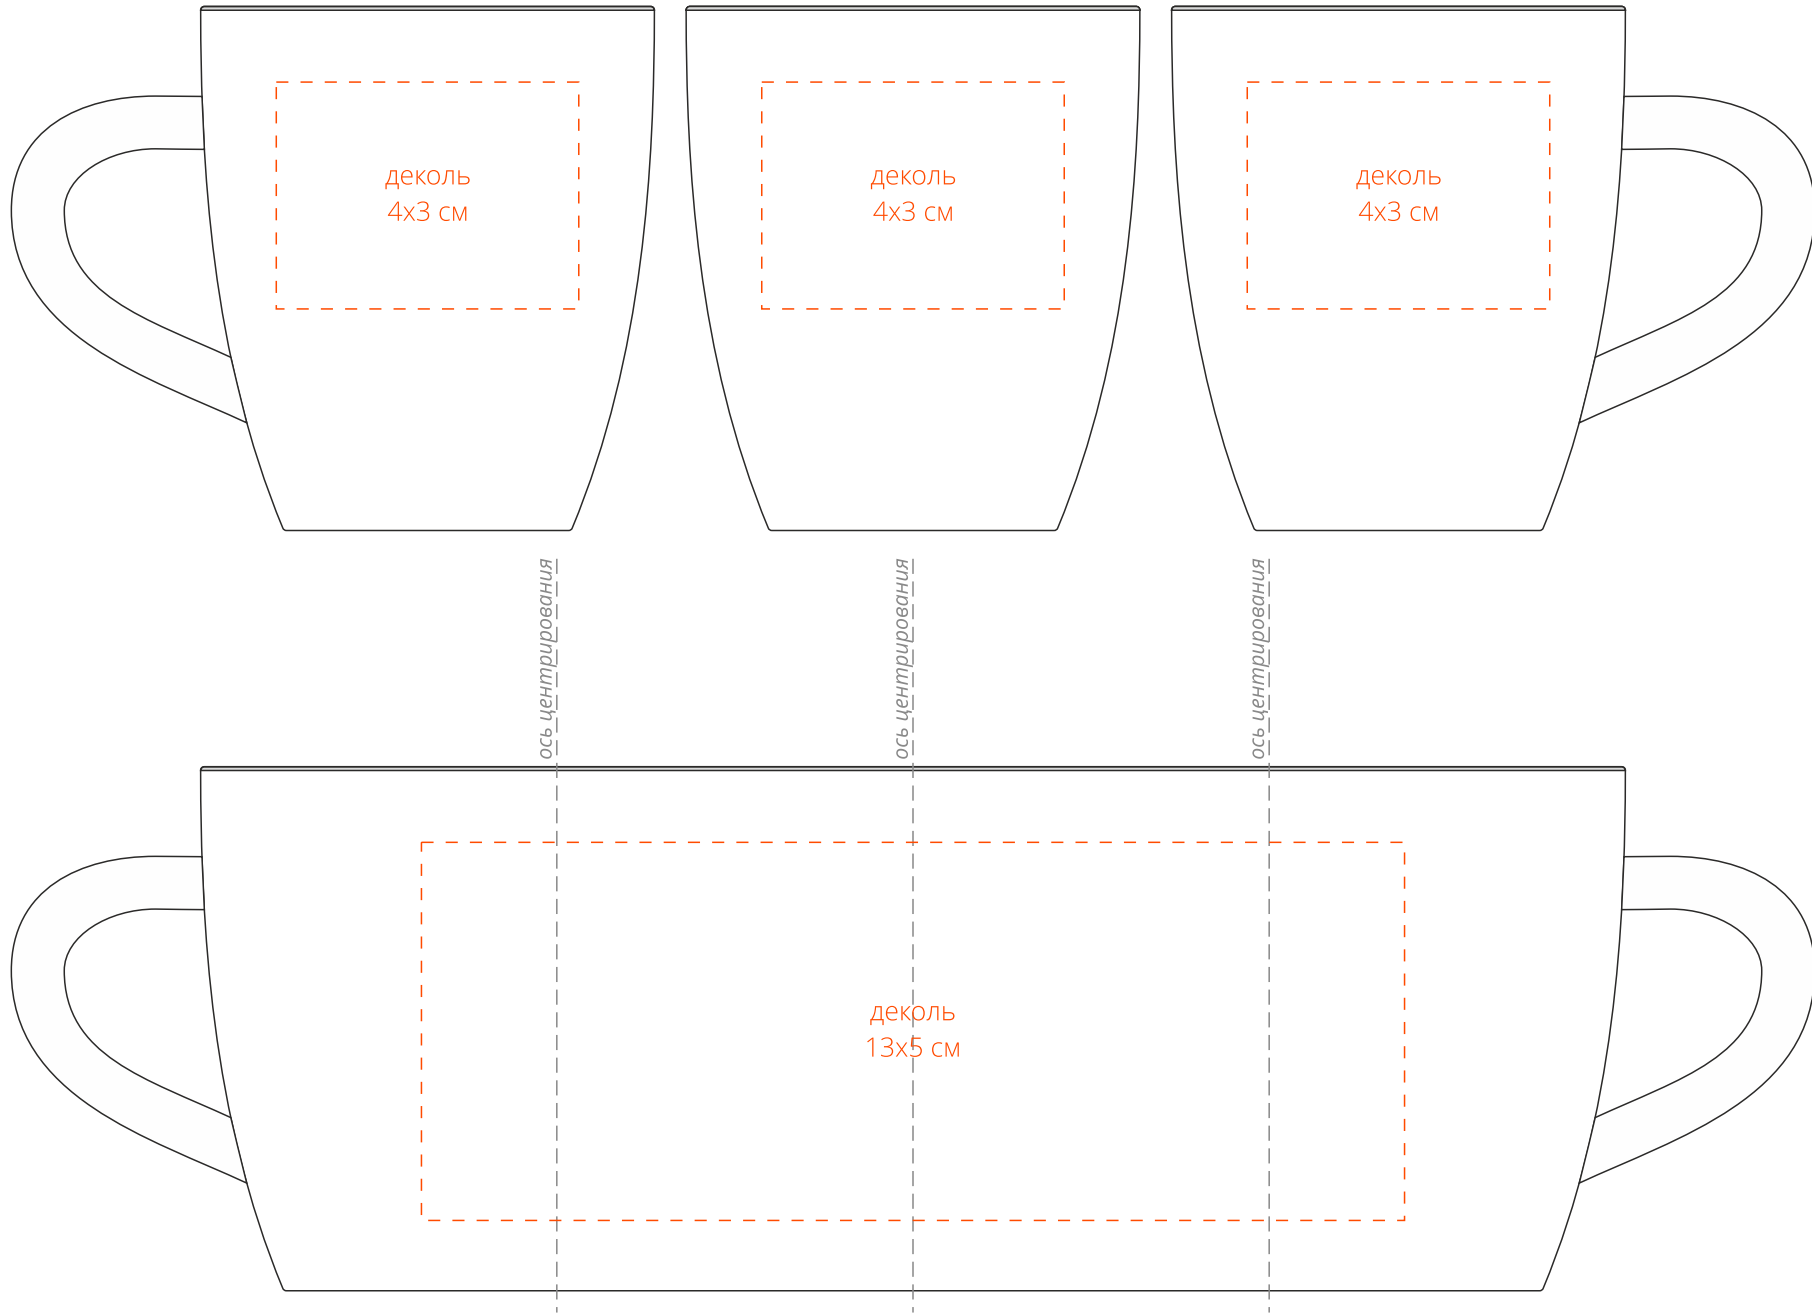 деколь
4x3 см
деколь
4x3 см
деколь
4x3 см
ось центрирования
ось центрирования
ось центрирования
деколь
13x5 см